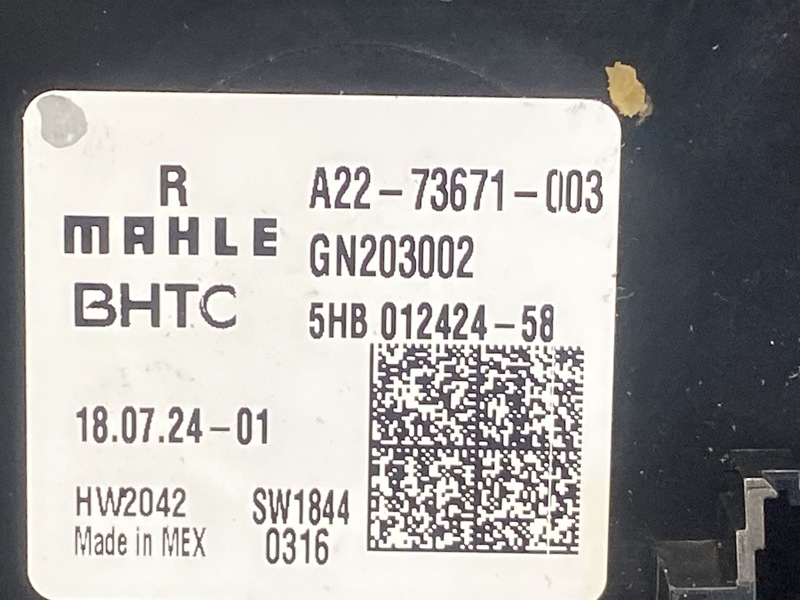 R
MAHLE
BHTC
A22-73671-003
GN203002
5HB 012424-58
18.07.24-01
HW2042
SW1844
Made in MEX
0316